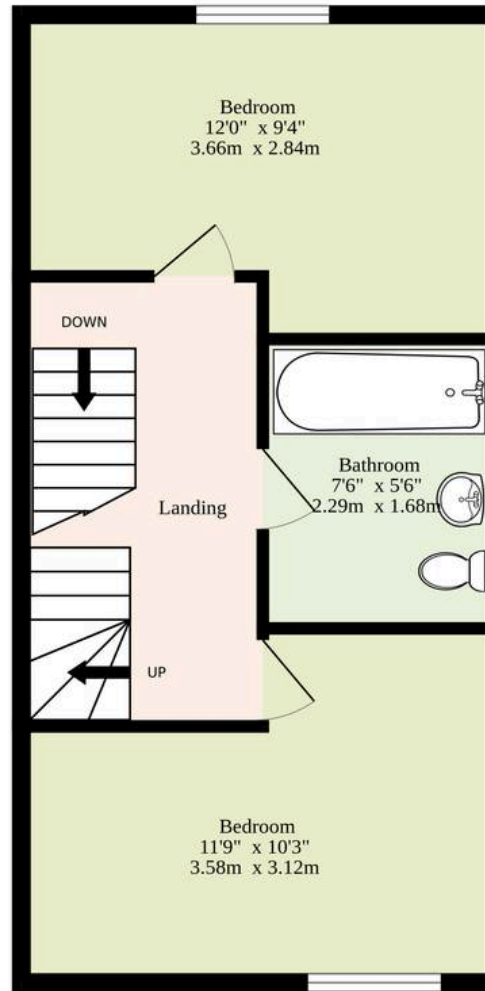 Bedroom
12'0" x 9'4"
3.66m x 2.84m
DOWN
Landing
Bathroom
7'6" x 5'6"
2.29m x 1.68m
UP
Bedroom
11'9" x 10'3"
3.58m x 3.12m